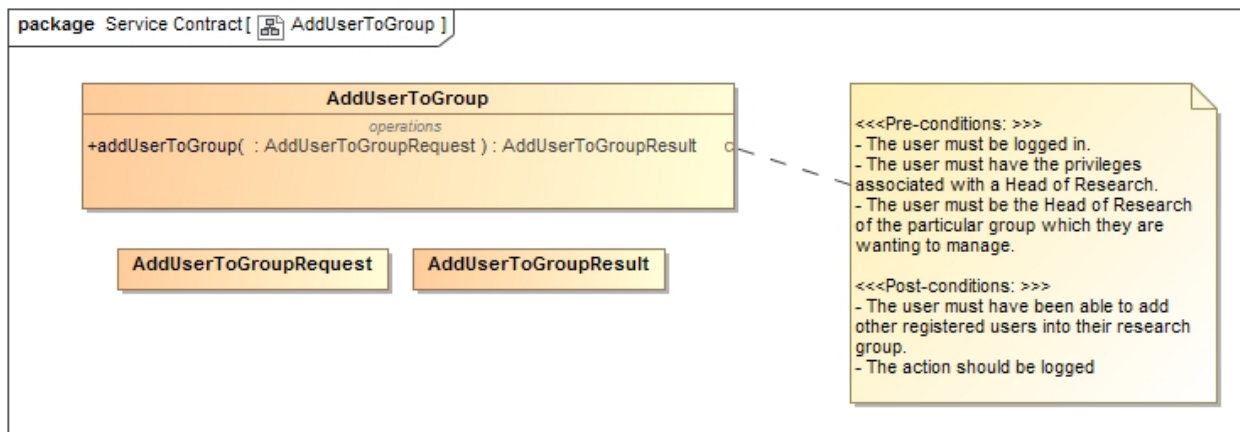 package Service Contract [ AddUserToGroup ]
AddUserToGroup
operations
+addUserToGroup( : AddUserToGroupRequest ) : AddUserToGroupResult
AddUserToGroupRequest
AddUserToGroupResult
<<<Pre-conditions: >>>
- The user must be logged in.
- The user must have the privileges
associated with a Head of Research.
- The user must be the Head of Research
of the particular group which they are
wanting to manage.
<<<Post-conditions: >>>
- The user must have been able to add
other registered users into their research
group.
- The action should be logged